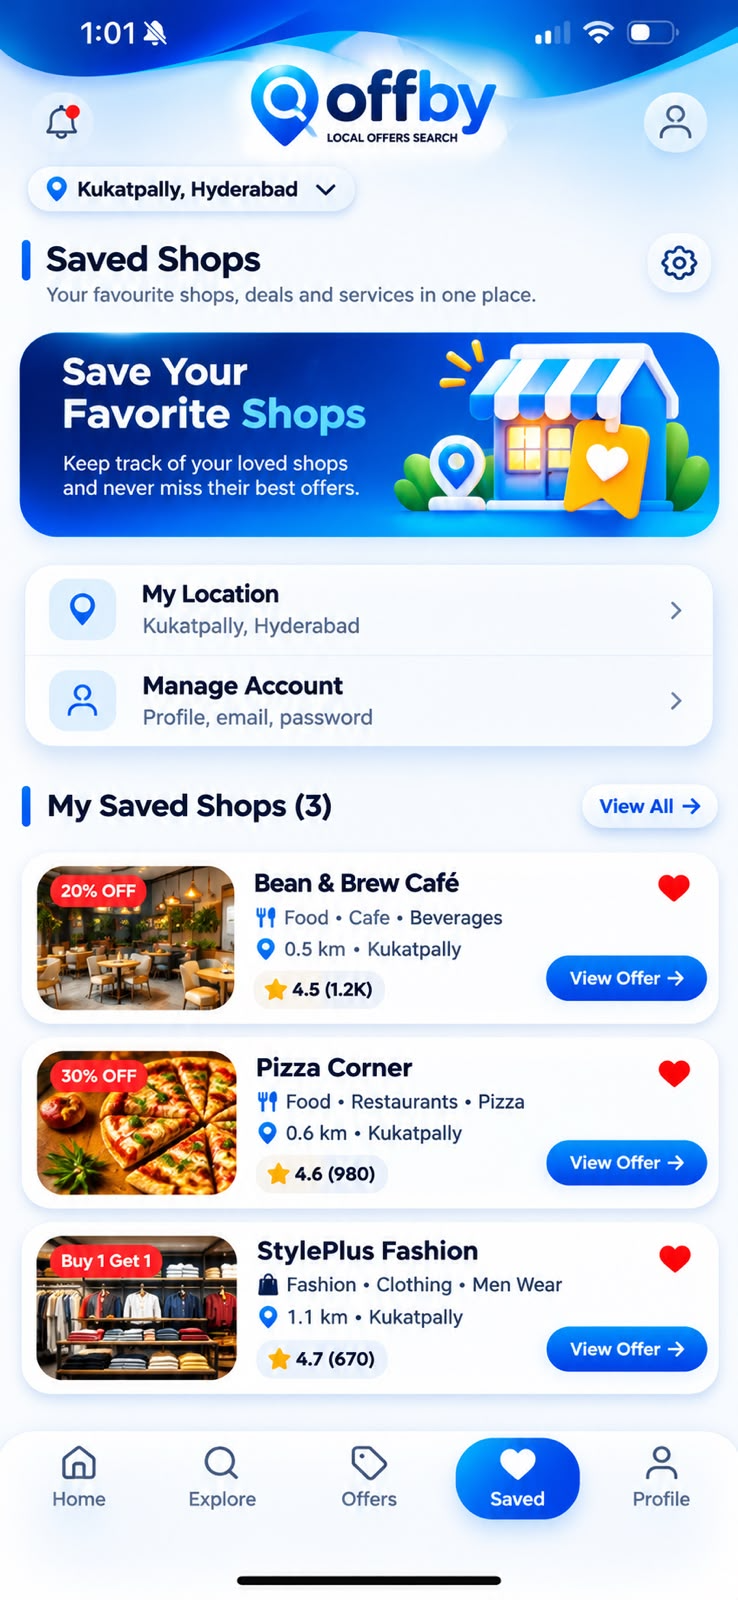 1:01
offby
LOCAL OFFERS SEARCH
Kukatpally, Hyderabad
Saved Shops
Your favourite shops, deals and services in one place.
Save Your
Favorite Shops
Keep track of your loved shops
and never miss their best offers.
My Location
Kukatpally, Hyderabad
Manage Account
Profile, email, password
My Saved Shops (3)
View All →
20% OFF
Bean & Brew Café
Food • Cafe • Beverages
0.5 km • Kukatpally
4.5 (1.2K)
View Offer →
30% OFF
Pizza Corner
Food • Restaurants • Pizza
0.6 km • Kukatpally
4.6 (980)
View Offer →
Buy 1 Get 1
StylePlus Fashion
Fashion • Clothing • Men Wear
1.1 km • Kukatpally
4.7 (670)
View Offer →
Home
Explore
Offers
Saved
Profile